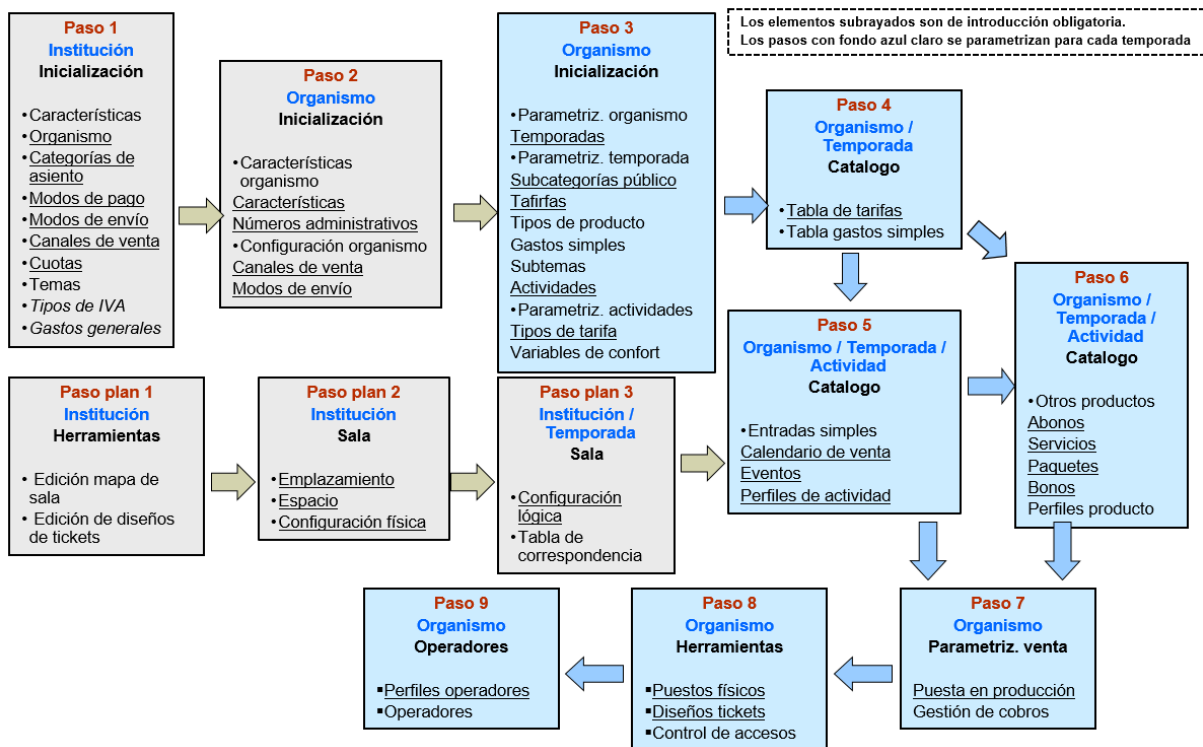 Los elementos subrayados son de introducción obligatoria.
Los pasos con fondo azul claro se parametrizan para cada temporada
Paso 1
Institución
Inicialización
•Características
•Organismo
•Categorías de
asiento
•Modos de pago
•Modos de envío
•Canales de venta
•Cuotas
•Temas
•Tipos de IVA
•Gastos generales
Paso 2
Organismo
Inicialización
•Características
organismo
Características
Números administrativos
•Configuración organismo
Canales de venta
Modos de envío
Paso 3
Organismo
Inicialización
•Parametriz. organismo
Temporadas
•Parametriz. temporada
Subcategorías público
Tafirfas
Tipos de producto
Gastos simples
Subtemas
Actividades
•Parametriz. actividades
Tipos de tarifa
Variables de confort
Paso 4
Organismo /
Temporada
Catalogo
•Tabla de tarifas
•Tabla gastos simples
Paso plan 1
Institución
Herramientas
• Edición mapa de
sala
• Edición de diseños
de tickets
Paso plan 2
Institución
Sala
•Emplazamiento
•Espacio
•Configuración física
Paso plan 3
Institución /
Temporada
Sala
•Configuración
lógica
•Tabla de
correspondencia
Paso 5
Organismo / Temporada /
Actividad
Catalogo
•Entradas simples
Calendario de venta
Eventos
Perfiles de actividad
Paso 6
Organismo /
Temporada /
Actividad
Catalogo
•Otros productos
Abonos
Servicios
Paquetes
Bonos
Perfiles producto
Paso 9
Organismo
Operadores
▪Perfiles operadores
▪Operadores
Paso 8
Organismo
Herramientas
▪Puestos físicos
▪Diseños tickets
▪Control de accesos
Paso 7
Organismo
Parametriz. venta
Puesta en producción
Gestión de cobros